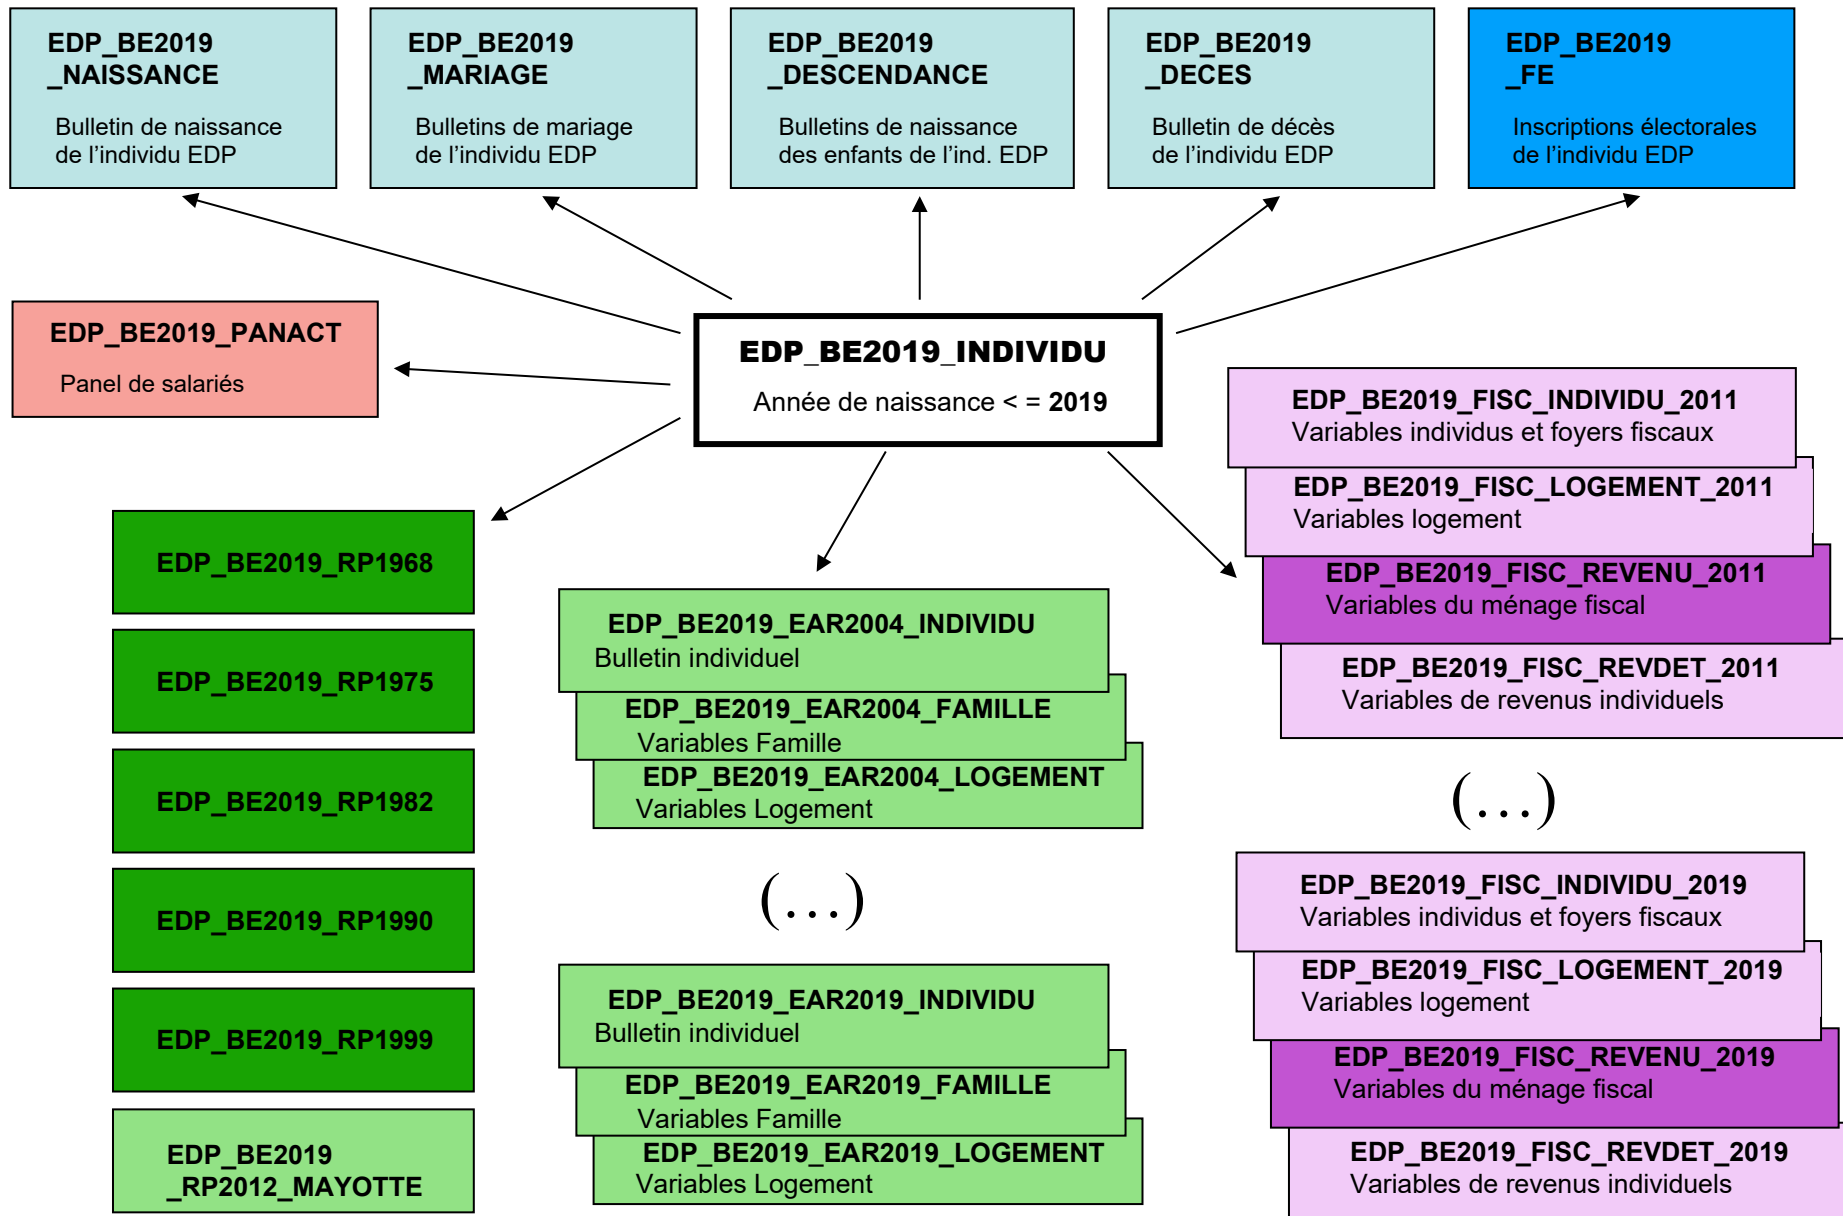 EDP_BE2019
_NAISSANCE
Bulletin de naissance
de l’individu EDP
EDP_BE2019
_MARIAGE
Bulletins de mariage
de l’individu EDP
EDP_BE2019
_DESCENDANCE
Bulletins de naissance
des enfants de l’ind. EDP
EDP_BE2019
_DECES
Bulletin de décès
de l’individu EDP
EDP_BE2019
_FE
Inscriptions électorales
de l’individu EDP
EDP_BE2019_PANACT
Panel de salariés
EDP_BE2019_INDIVIDU
Année de naissance < = 2019
EDP_BE2019_RP1968
EDP_BE2019_RP1975
EDP_BE2019_RP1982
EDP_BE2019_RP1990
EDP_BE2019_RP1999
EDP_BE2019
_RP2012_MAYOTTE
EDP_BE2019_EAR2004_INDIVIDU
Bulletin individuel
EDP_BE2019_EAR2004_FAMILLE
Variables Famille
EDP_BE2019_EAR2004_LOGEMENT
Variables Logement
(…)
EDP_BE2019_EAR2019_INDIVIDU
Bulletin individuel
EDP_BE2019_EAR2019_FAMILLE
Variables Famille
EDP_BE2019_EAR2019_LOGEMENT
Variables Logement
EDP_BE2019_FISC_INDIVIDU_2011
Variables individus et foyers fiscaux
EDP_BE2019_FISC_LOGEMENT_2011
Variables logement
EDP_BE2019_FISC_REVENU_2011
Variables du ménage fiscal
EDP_BE2019_FISC_REVDET_2011
Variables de revenus individuels
(…)
EDP_BE2019_FISC_INDIVIDU_2019
Variables individus et foyers fiscaux
EDP_BE2019_FISC_LOGEMENT_2019
Variables logement
EDP_BE2019_FISC_REVENU_2019
Variables du ménage fiscal
EDP_BE2019_FISC_REVDET_2019
Variables de revenus individuels